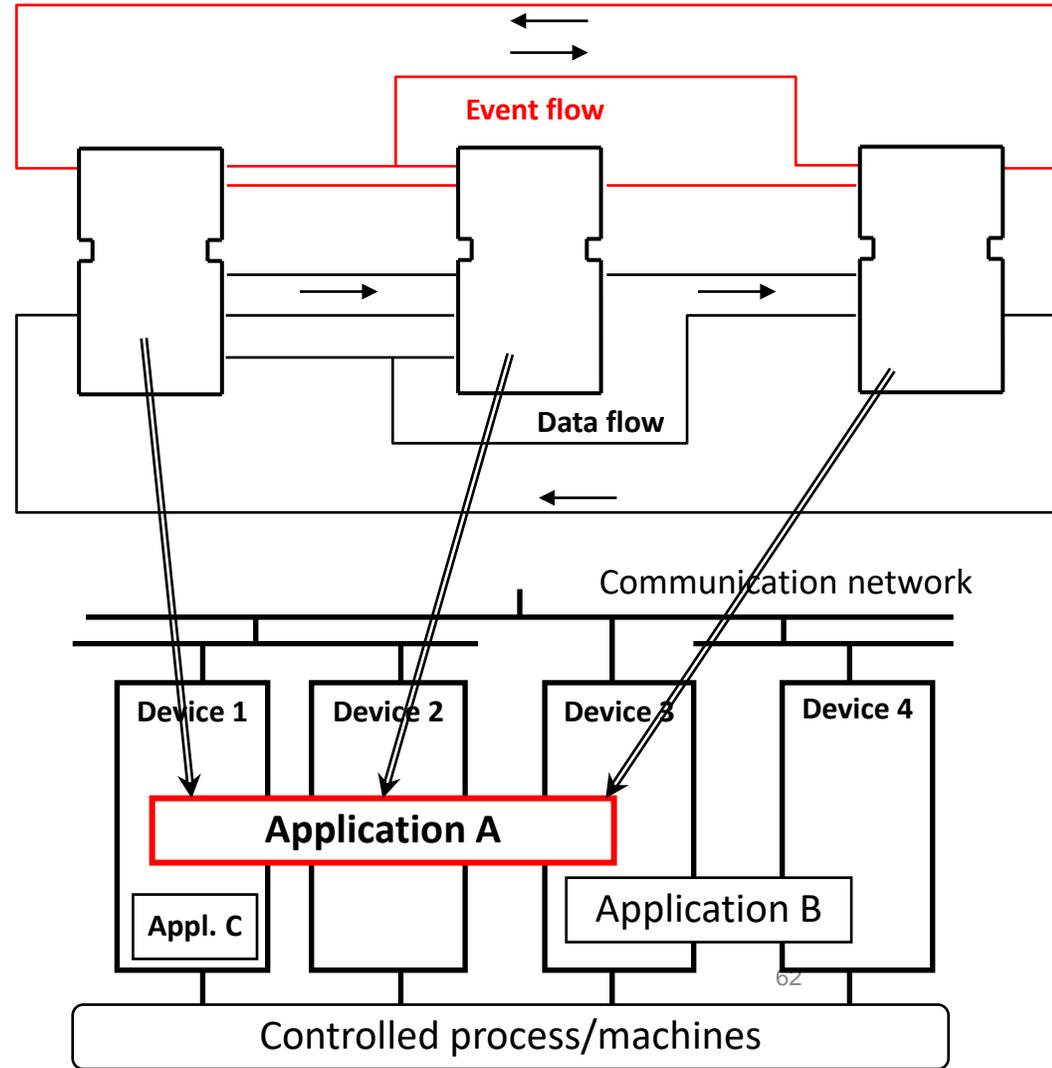 Event flow
Data flow
Communication network
Device 1
Device 2
Device 3
Device 4
Application A
Application B
Appl. C
62
Controlled process/machines